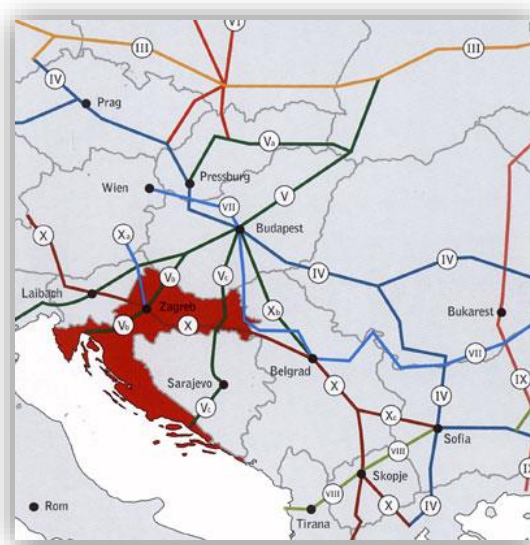 VI
III
III
IV
Prag
Va
Pressburg
Wien
V
VII
Xa
X
Budapest
Vb
Vc
IV
IV
Laibach
Xb
Zagreb
Bukarest
Vb
X
VII
Belgrad
Sarajevo
X
IX
IV
Vc
Xc
Sofia
VIII
Skopje
VIII
X
IV
Rom
Tirana